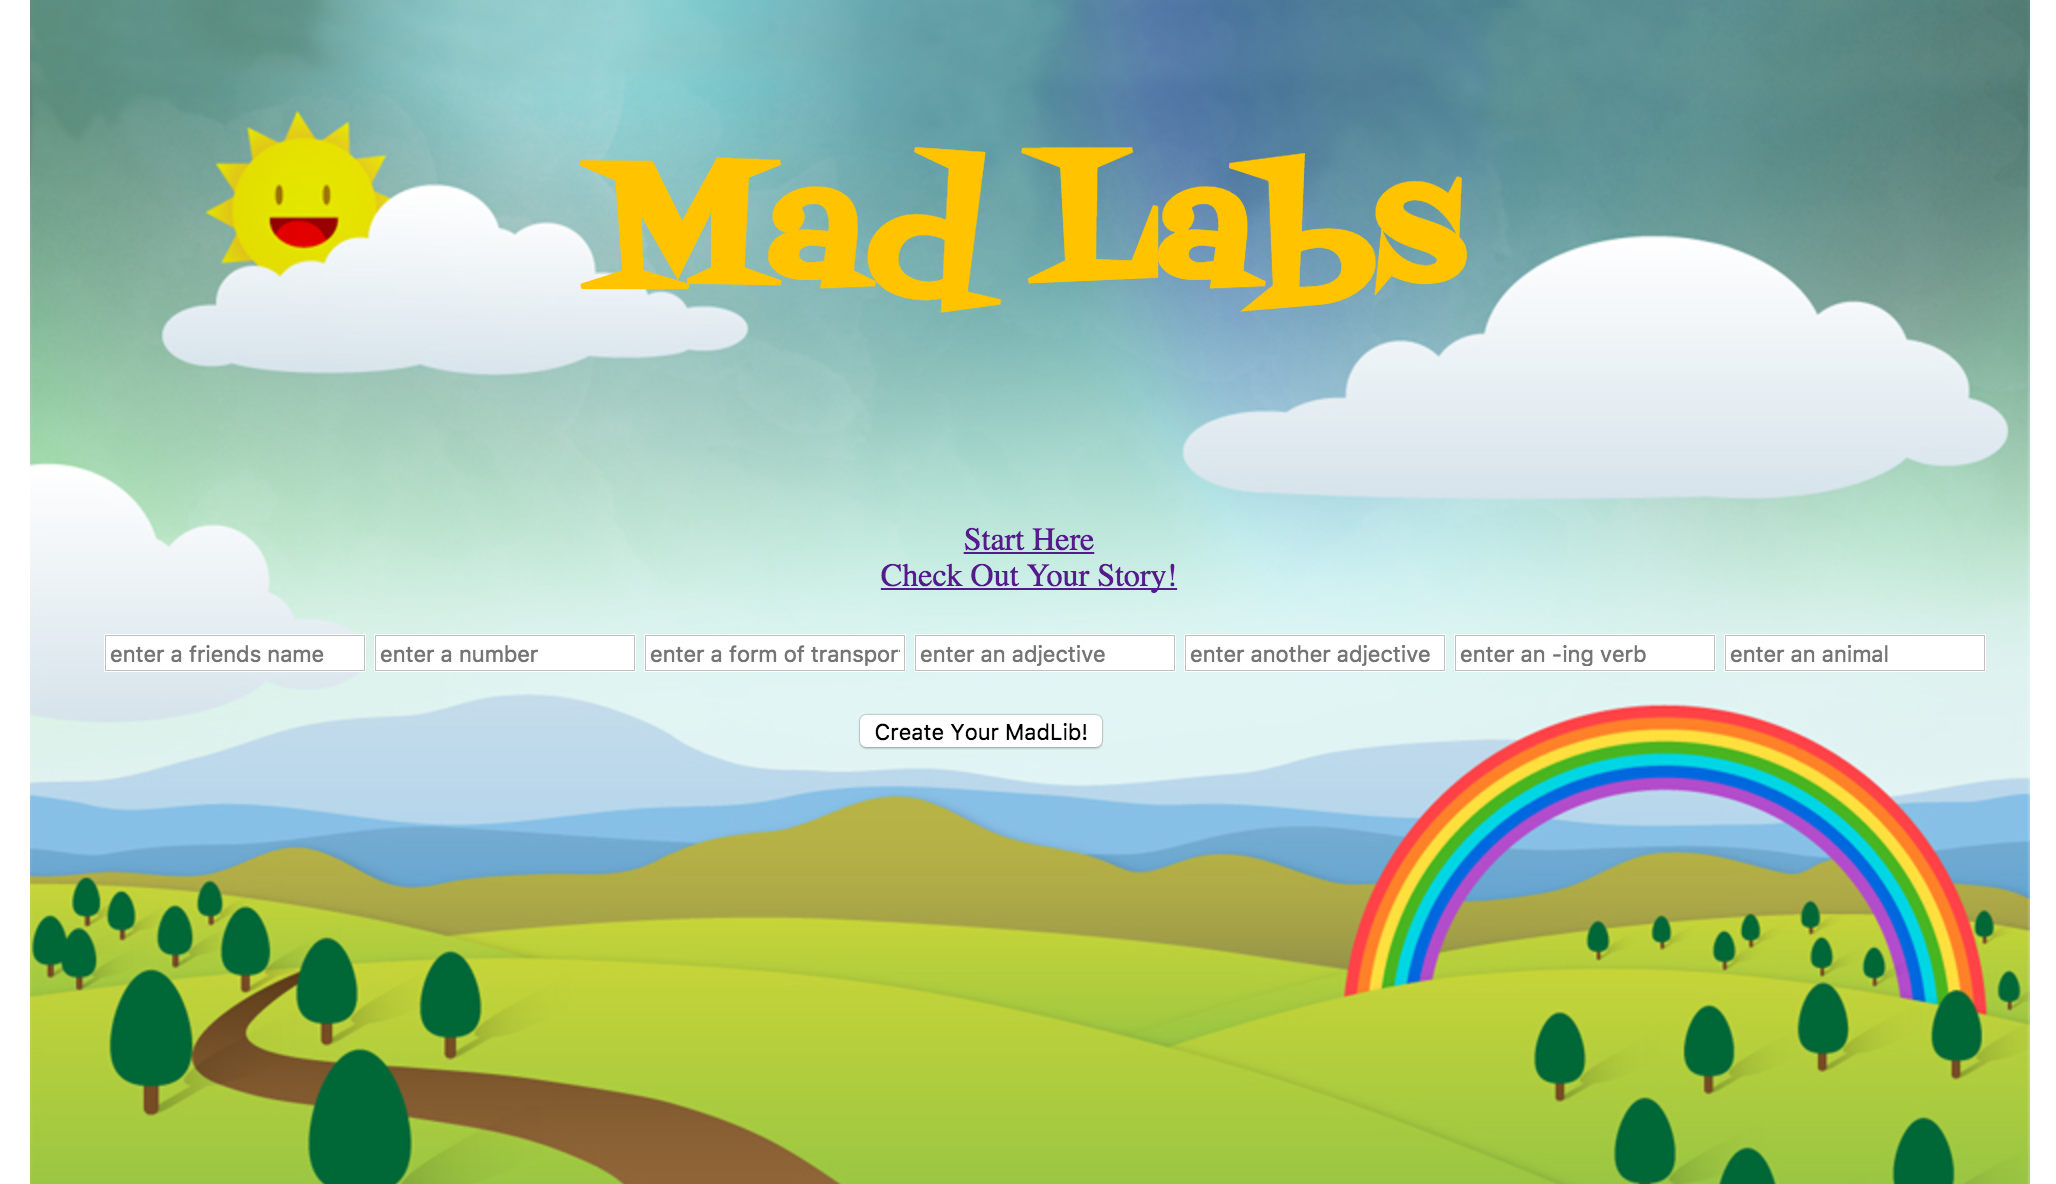 Mad Labs
Start Here
Check Out Your Story!
enter a friends name enter a number enter a form of transpor enter an adjective enter another adjective enter an -ing verb enter an animal
Create Your MadLib!